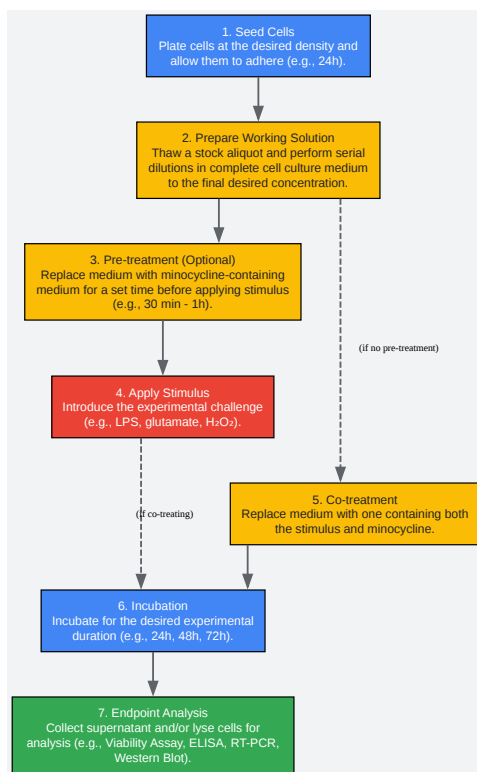 1. Seed Cells
Plate cells at the desired density and
allow them to adhere (e.g., 24h).
2. Prepare Working Solution
Thaw a stock aliquot and perform serial
dilutions in complete cell culture medium
to the final desired concentration.
3. Pre-treatment (Optional)
Replace medium with minocycline-containing
medium for a set time before applying stimulus
(e.g., 30 min - 1h).
(if no pre-treatment)
4. Apply Stimulus
Introduce the experimental challenge
(e.g., LPS, glutamate, H₂O₂).
5. Co-treatment
Replace medium with one containing both
the stimulus and minocycline.
(if co-treating)
6. Incubation
Incubate for the desired experimental
duration (e.g., 24h, 48h, 72h).
7. Endpoint Analysis
Collect supernatant and/or lyse cells for
analysis (e.g., Viability Assay, ELISA, RT-PCR,
Western Blot).